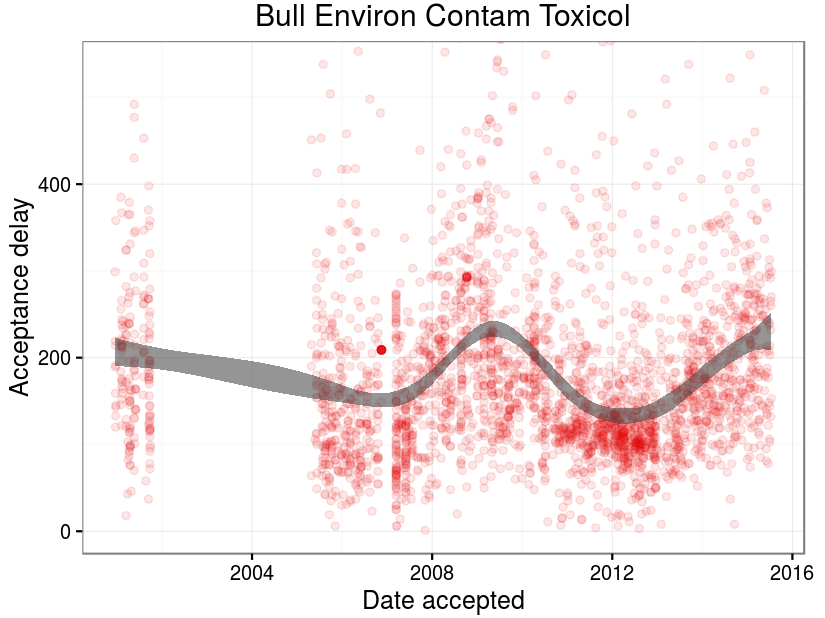 Bull Environ Contam Toxicol
Acceptance delay
400
200
0
2004 2008 2012 2016
Date accepted